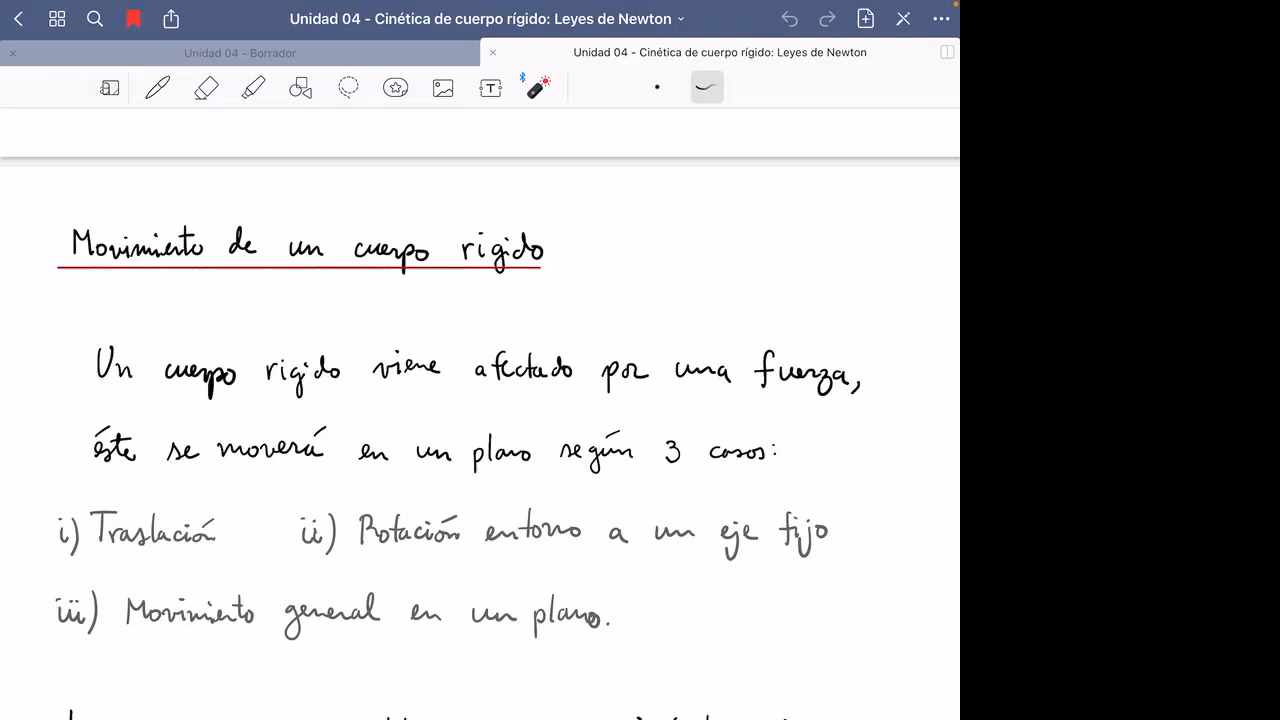 Unidad 04 - Cinética de cuerpo rígido: Leyes de Newton
Unidad 04 - Borrador
Unidad 04 - Cinética de cuerpo rígido: Leyes de Newton
Movimiento de un cuerpo rigido
Un cuerpo rigido viene afectado por una fuerza,
éste se moverá en un plano según 3 casos:
i) Traslación ii) Rotación entorno a un eje fijo
iii) Movimiento general en un plano.